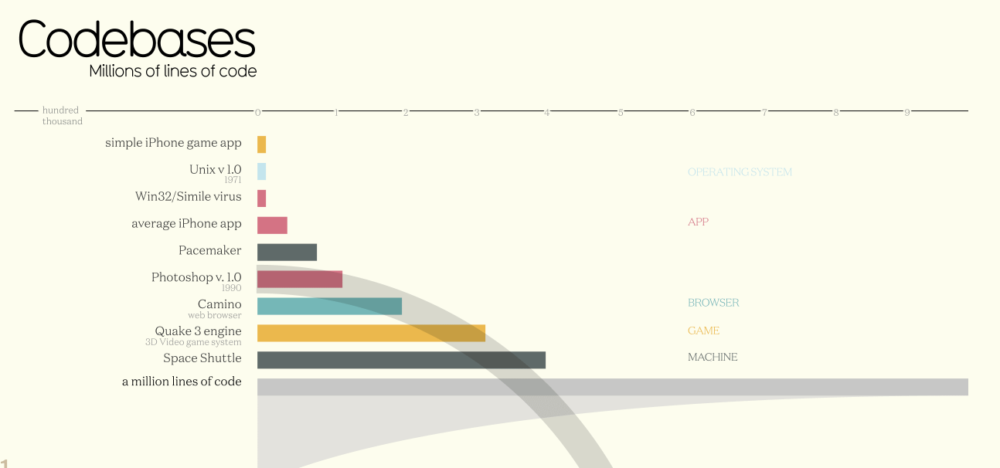 Codebases
Millions of lines of code
hundred
thousand
0 1 2 3 4 5 6 7 8 9
simple iPhone game app
Unix v 1.0
1971
OPERATING SYSTEM
Win32/Simile virus
average iPhone app
APP
Pacemaker
Photoshop v. 1.0
1990
Camino
web browser
BROWSER
Quake 3 engine
3D Video game system
GAME
Space Shuttle
MACHINE
a million lines of code
1